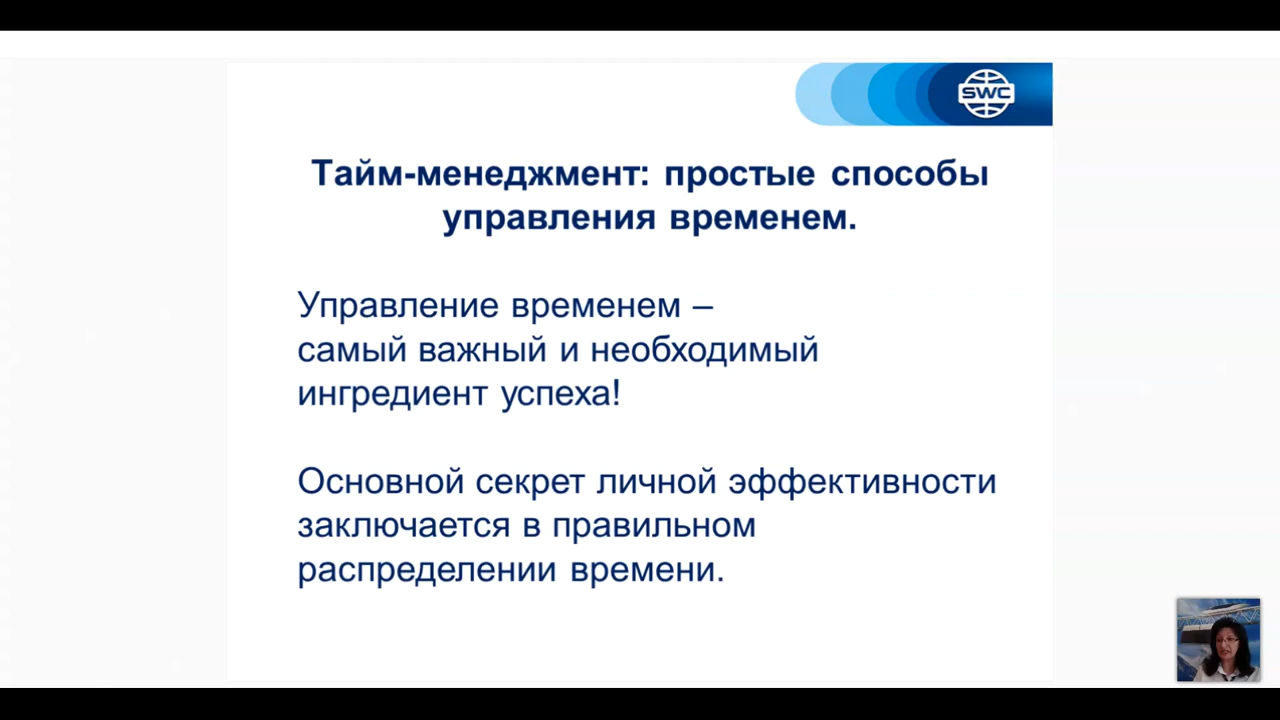 SWC
Тайм-менеджмент: простые способы
управления временем.
Управление временем –
самый важный и необходимый
ингредиент успеха!
Основной секрет личной эффективности
заключается в правильном
распределении времени.